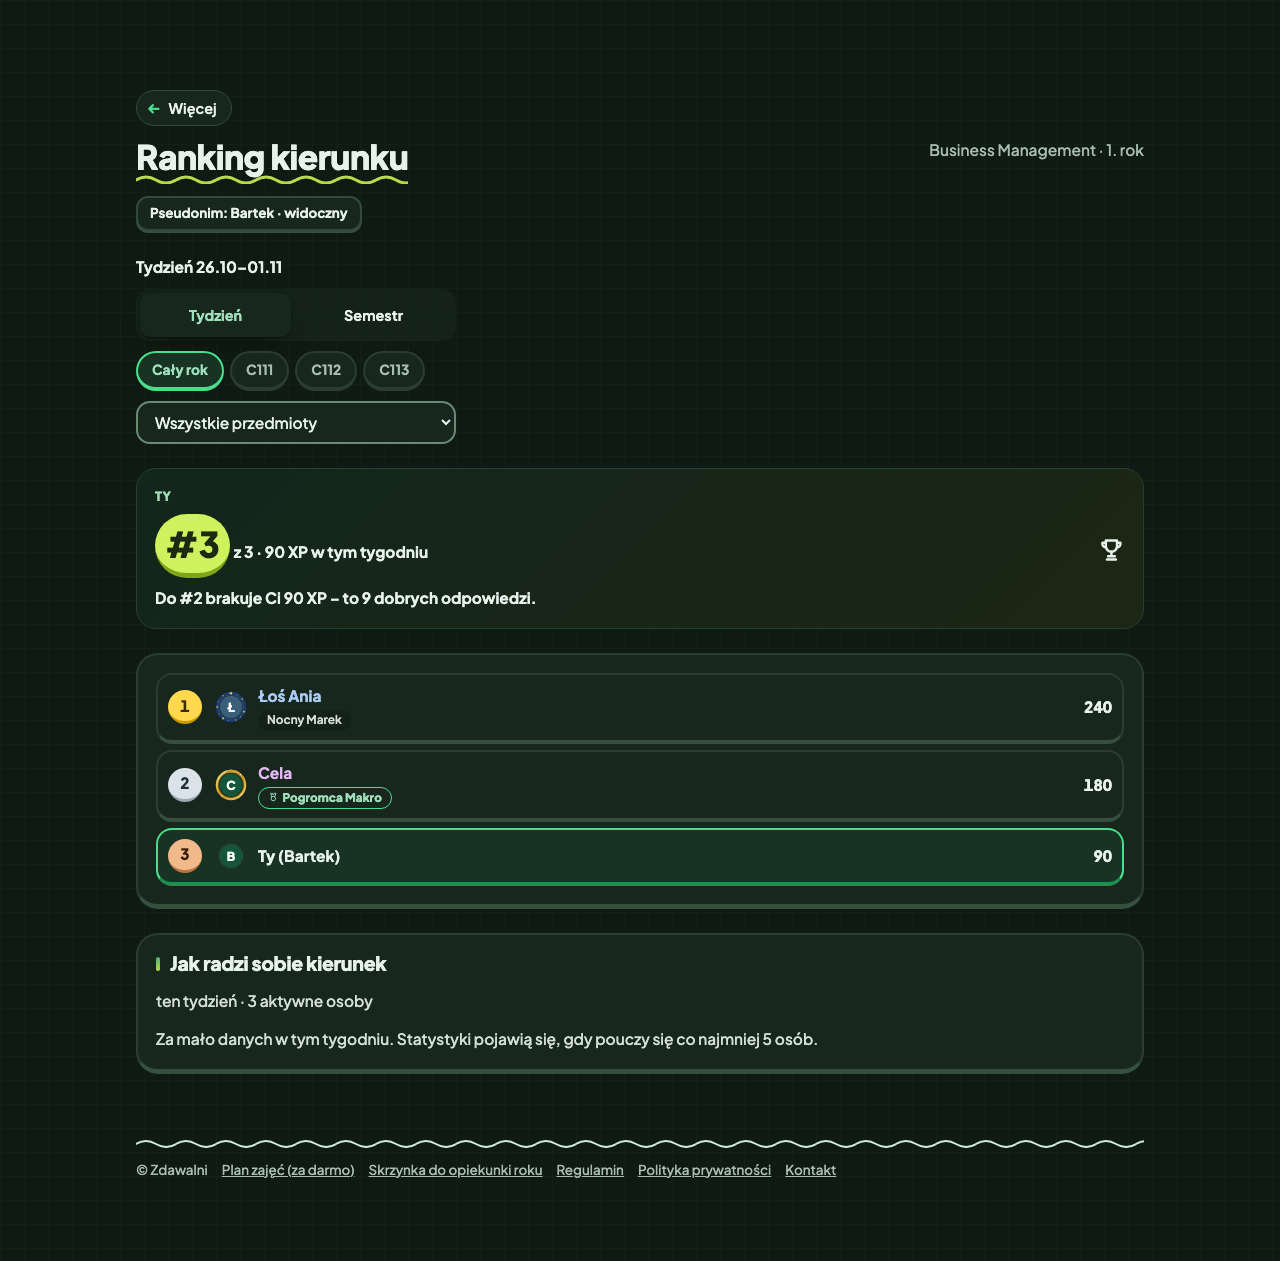 Więcej
Ranking kierunku
Business Management · 1. rok
Pseudonim: Bartek · widoczny
Tydzień 26.10–01.11
Tydzień
Semestr
Cały rok
C111
C112
C113
Wszystkie przedmioty
TY
#3 z 3 · 90 XP w tym tygodniu
Do #2 brakuje Ci 90 XP – to 9 dobrych odpowiedzi.
1
Ł
Łoś Ania
Nocny Marek
240
2
C
Cela
Pogromca Makro
180
3
B
Ty (Bartek)
90
Jak radzi sobie kierunek
ten tydzień · 3 aktywne osoby
Za mało danych w tym tygodniu. Statystyki pojawią się, gdy pouczy się co najmniej 5 osób.
© Zdawalni Plan zajęć (za darmo) Skrzynka do opiekunki roku Regulamin Polityka prywatności Kontakt